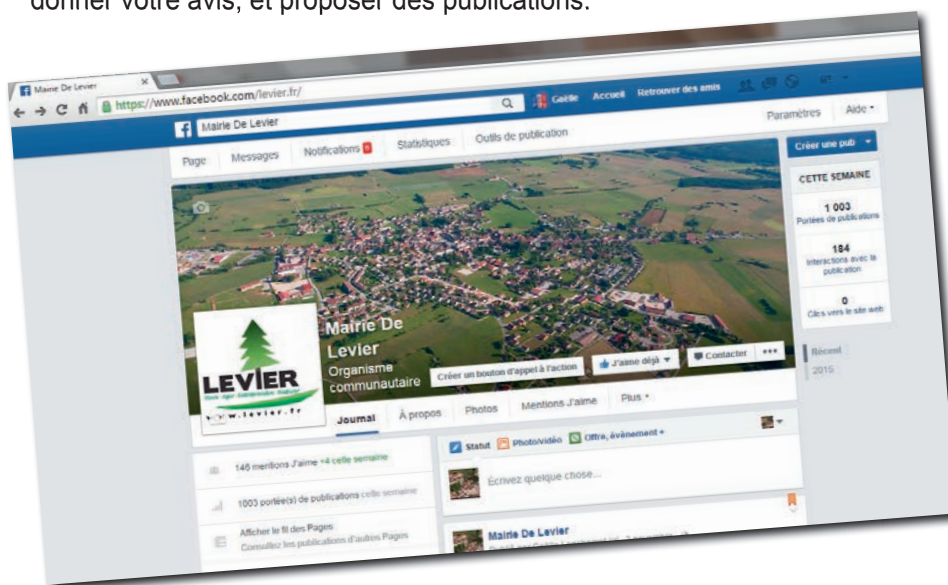 donner votre avis, et proposer des publications.
Mairie De Levier
https://www.facebook.com/levier.fr/
Mairie De Levier
Gaëlle Accueil Retrouver des amis
Page Messages Notifications Statistiques Outils de publication Paramètres Aide
Créer une pub
CETTE SEMAINE
1 003
Portées de publications
184
Interactions avec la
publication
0
Clics vers le site web
Récent
2015
LEVIER
www.levier.fr
Mairie De
Levier
Organisme
communautaire
Créer un bouton d'appel à l'action
J'aime déjà
Contacter
Journal À propos Photos Mentions J'aime Plus
146 mentions J'aime +4 cette semaine
1003 portée(s) de publications cette semaine
Afficher le fil des Pages
Consultez les publications d'autres Pages
Statut Photo/vidéo Offre, évènement +
Écrivez quelque chose...
Mairie De Levier